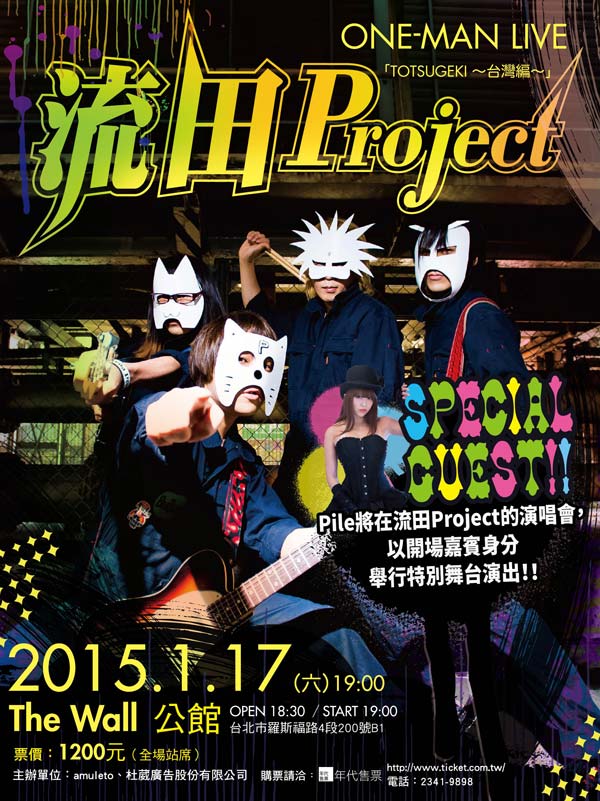 ONE-MAN LIVE
「TOTSUGEKI ～台灣編～」
流田Project
P
SPECIAL
GUEST!!
Pile將在流田Project的演唱會，
以開場嘉賓身分
舉行特別舞台演出!!
2015.1.17 (六) 19:00
The Wall 公館 OPEN 18:30 / START 19:00
台北市羅斯福路4段200號B1
票價：1200元（全場站席）
主辦單位：amuleto、杜葳廣告股份有限公司 購票請洽：年代售票 http://www.ticket.com.tw/
電話：2341-9898